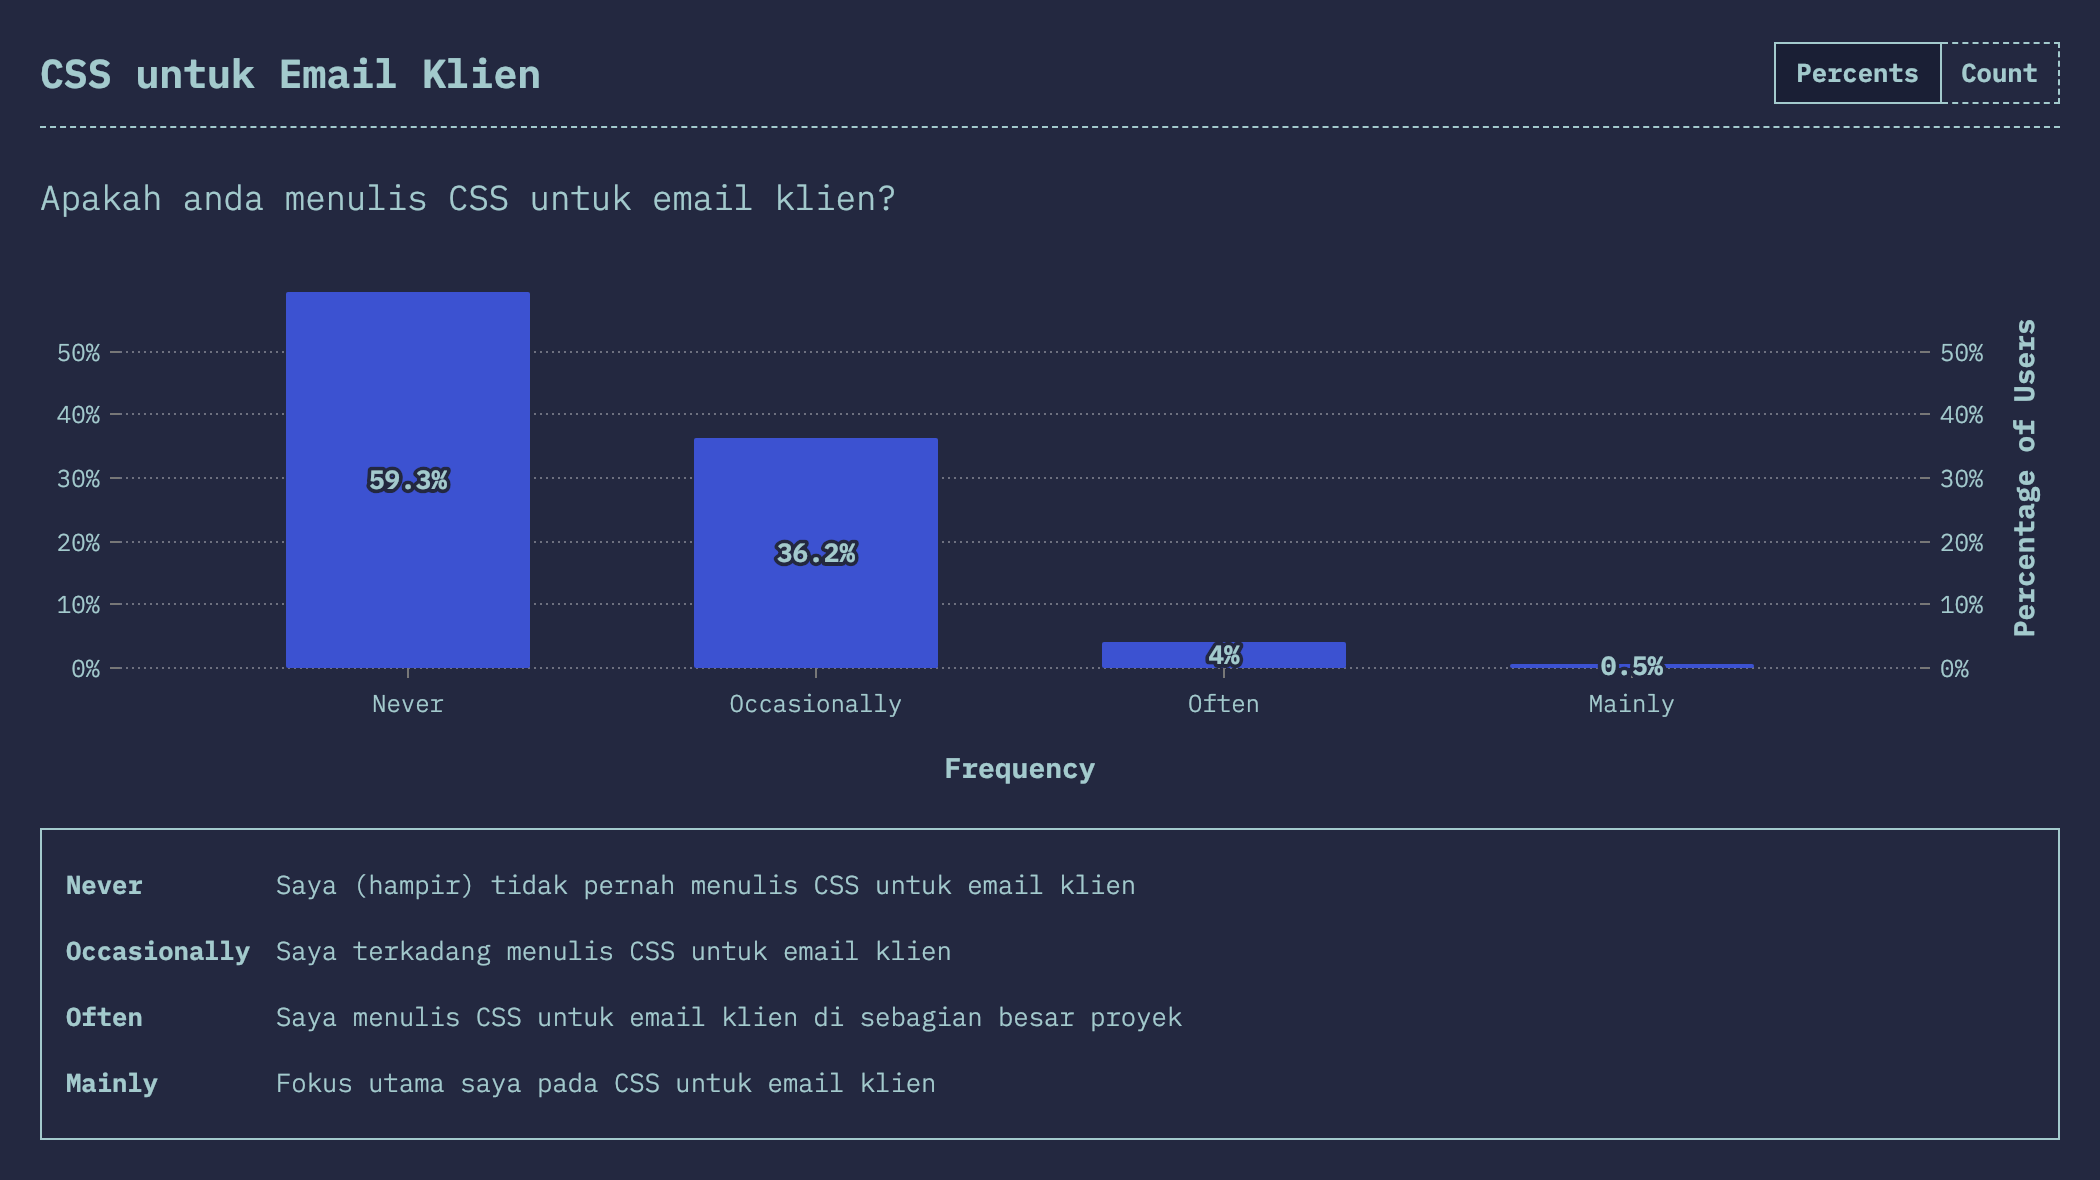 CSS untuk Email Klien
Percents Count
Apakah anda menulis CSS untuk email klien?
50% 50%
40% 40%
30% 30%
20% 20%
10% 10%
0% 0%
59.3%
36.2%
4%
0.5%
Percentage of Users
Never Occasionally Often Mainly
Frequency
Never Saya (hampir) tidak pernah menulis CSS untuk email klien
Occasionally Saya terkadang menulis CSS untuk email klien
Often Saya menulis CSS untuk email klien di sebagian besar proyek
Mainly Fokus utama saya pada CSS untuk email klien